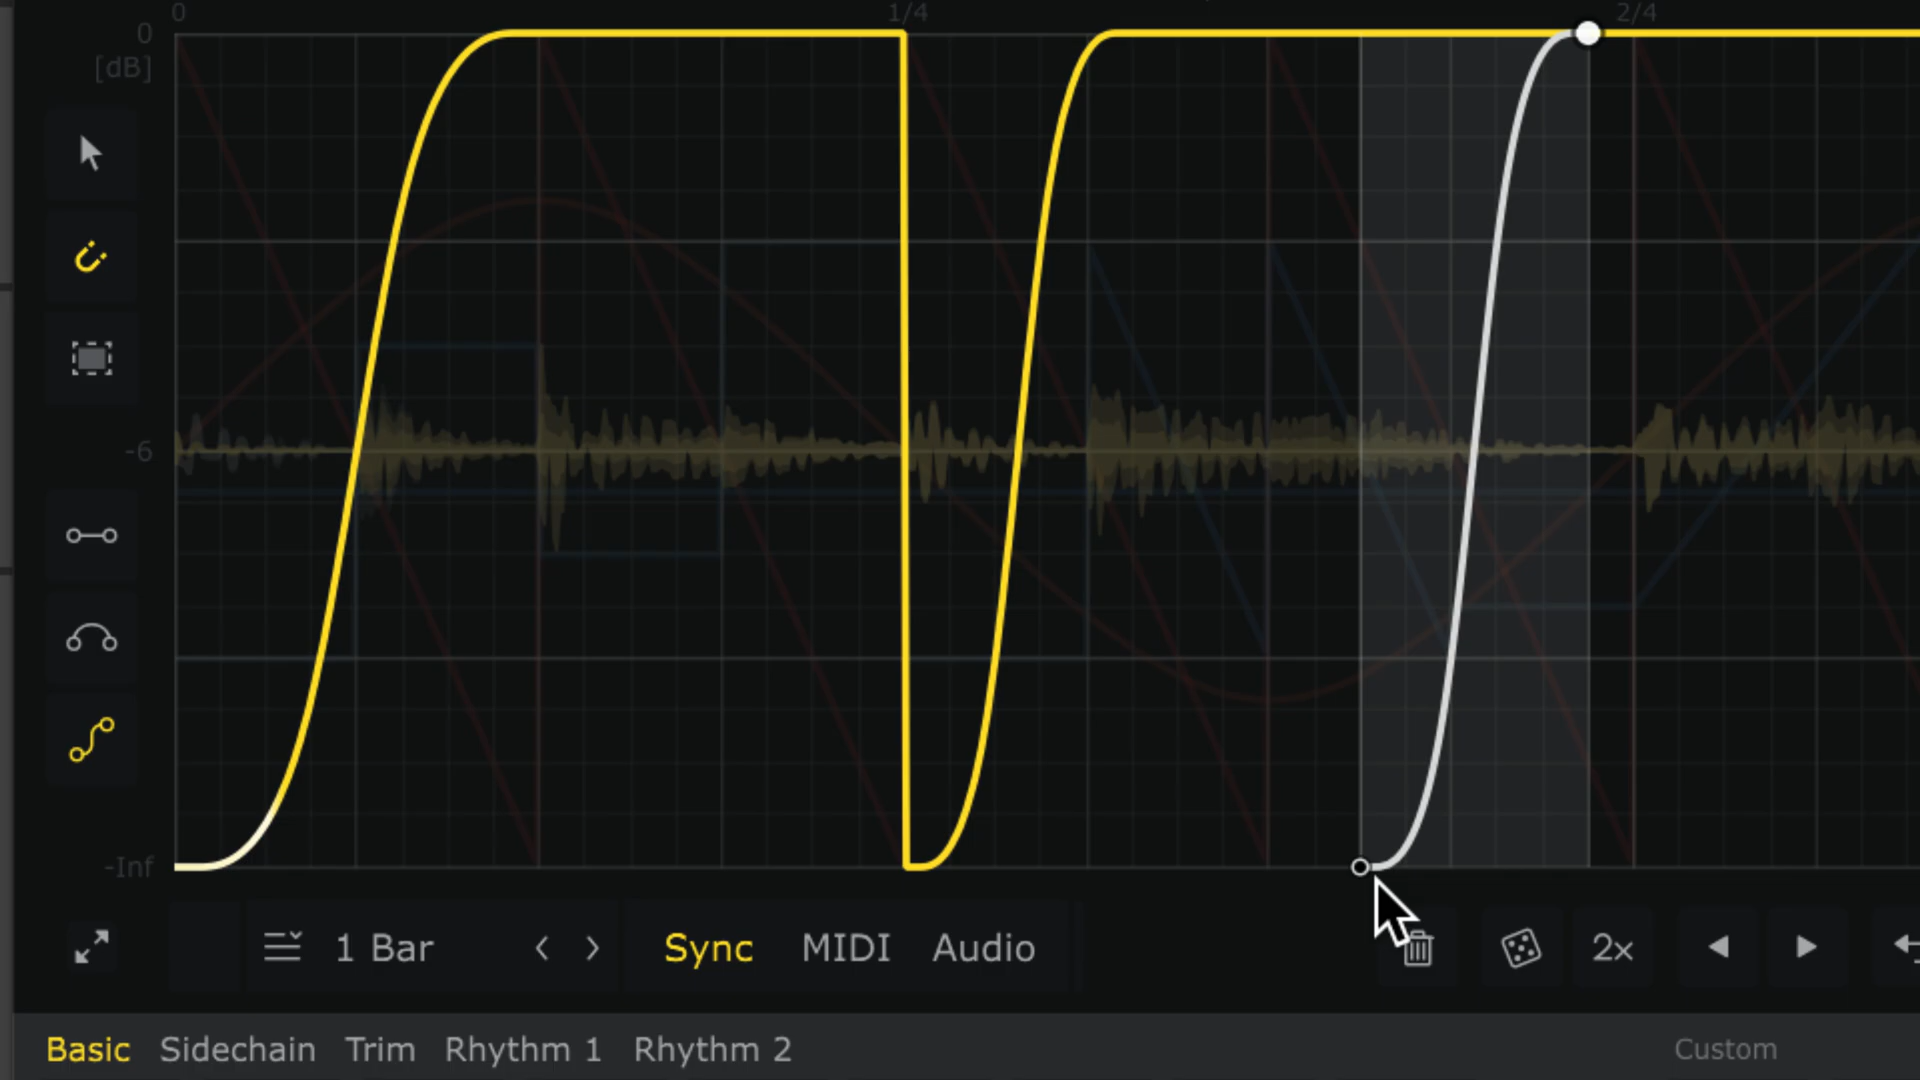 0 1/4 2/4
0
[dB]
-6
-Inf
1 Bar Sync MIDI Audio 2x
Basic Sidechain Trim Rhythm 1 Rhythm 2 Custom